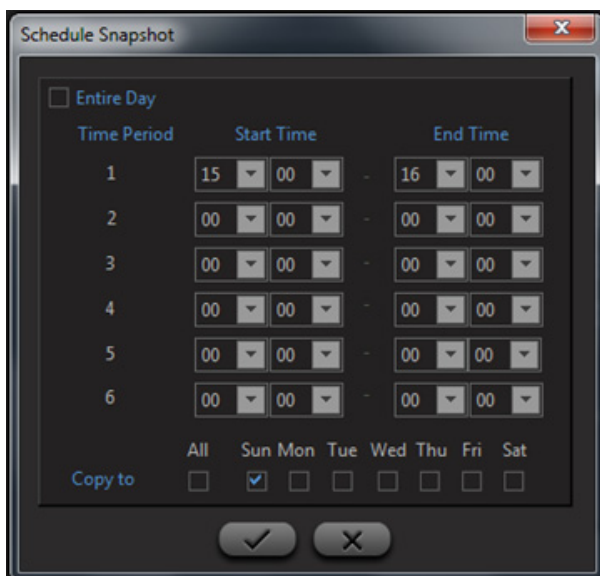 Schedule Snapshot
Entire Day
Time Period Start Time End Time
1 15 00 - 16 00
2 00 00 - 00 00
3 00 00 - 00 00
4 00 00 - 00 00
5 00 00 - 00 00
6 00 00 - 00 00
All Sun Mon Tue Wed Thu Fri Sat
Copy to